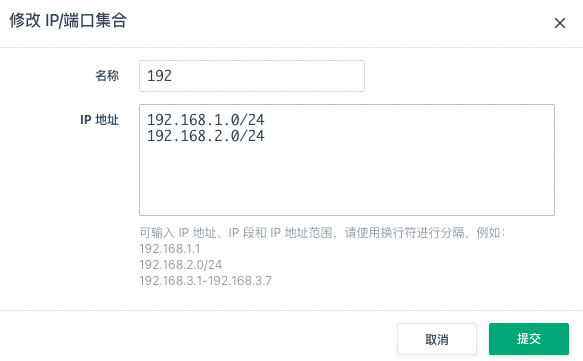 修改 IP/端口集合
名称
192
IP 地址
192.168.1.0/24
192.168.2.0/24
可输入 IP 地址、IP 段和 IP 地址范围，请使用换行符进行分隔，例如：
192.168.1.1
192.168.2.0/24
192.168.3.1-192.168.3.7
取消
提交